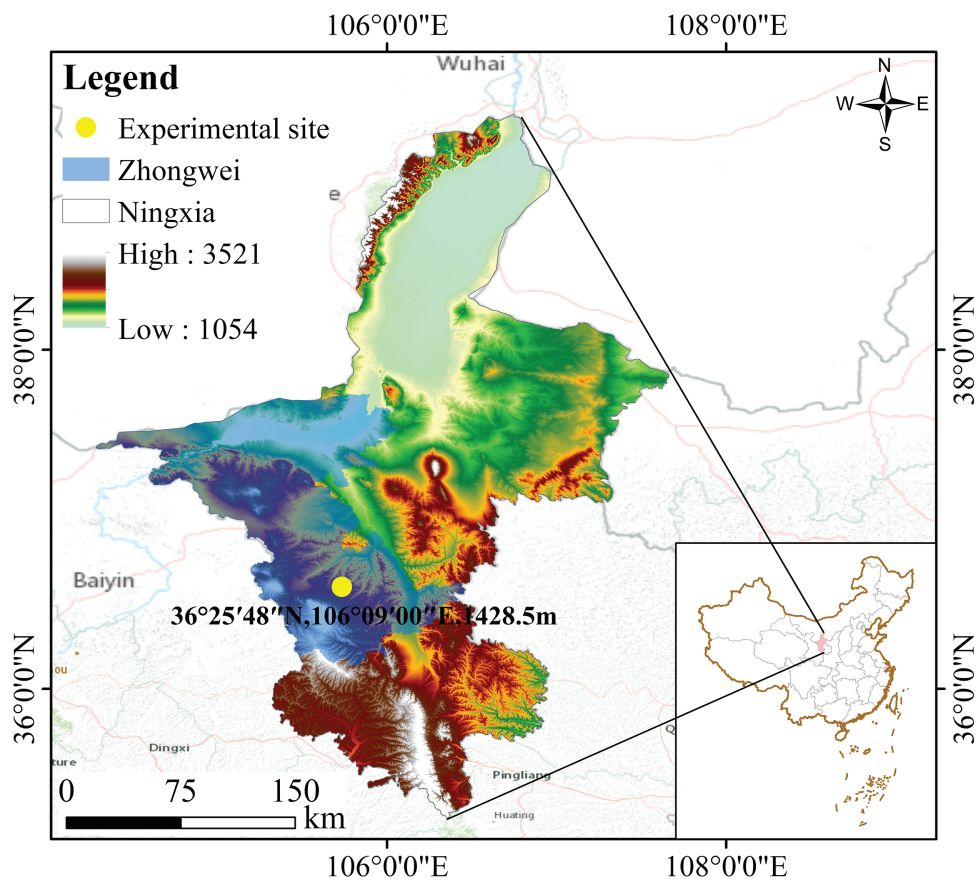 106°0'0"E
108°0'0"E
Wuhai
Legend
Experimental site
Zhongwei
Ningxia
High : 3521
Low : 1054
N
W
E
S
e
38°0'0"N
38°0'0"N
Baiyin
36°25′48″N,106°09′00″E,1428.5m
36°0'0"N
36°0'0"N
ou
Dingxi
ture
Pingliang
Huating
Q
0
75
150
km
106°0'0"E
108°0'0"E